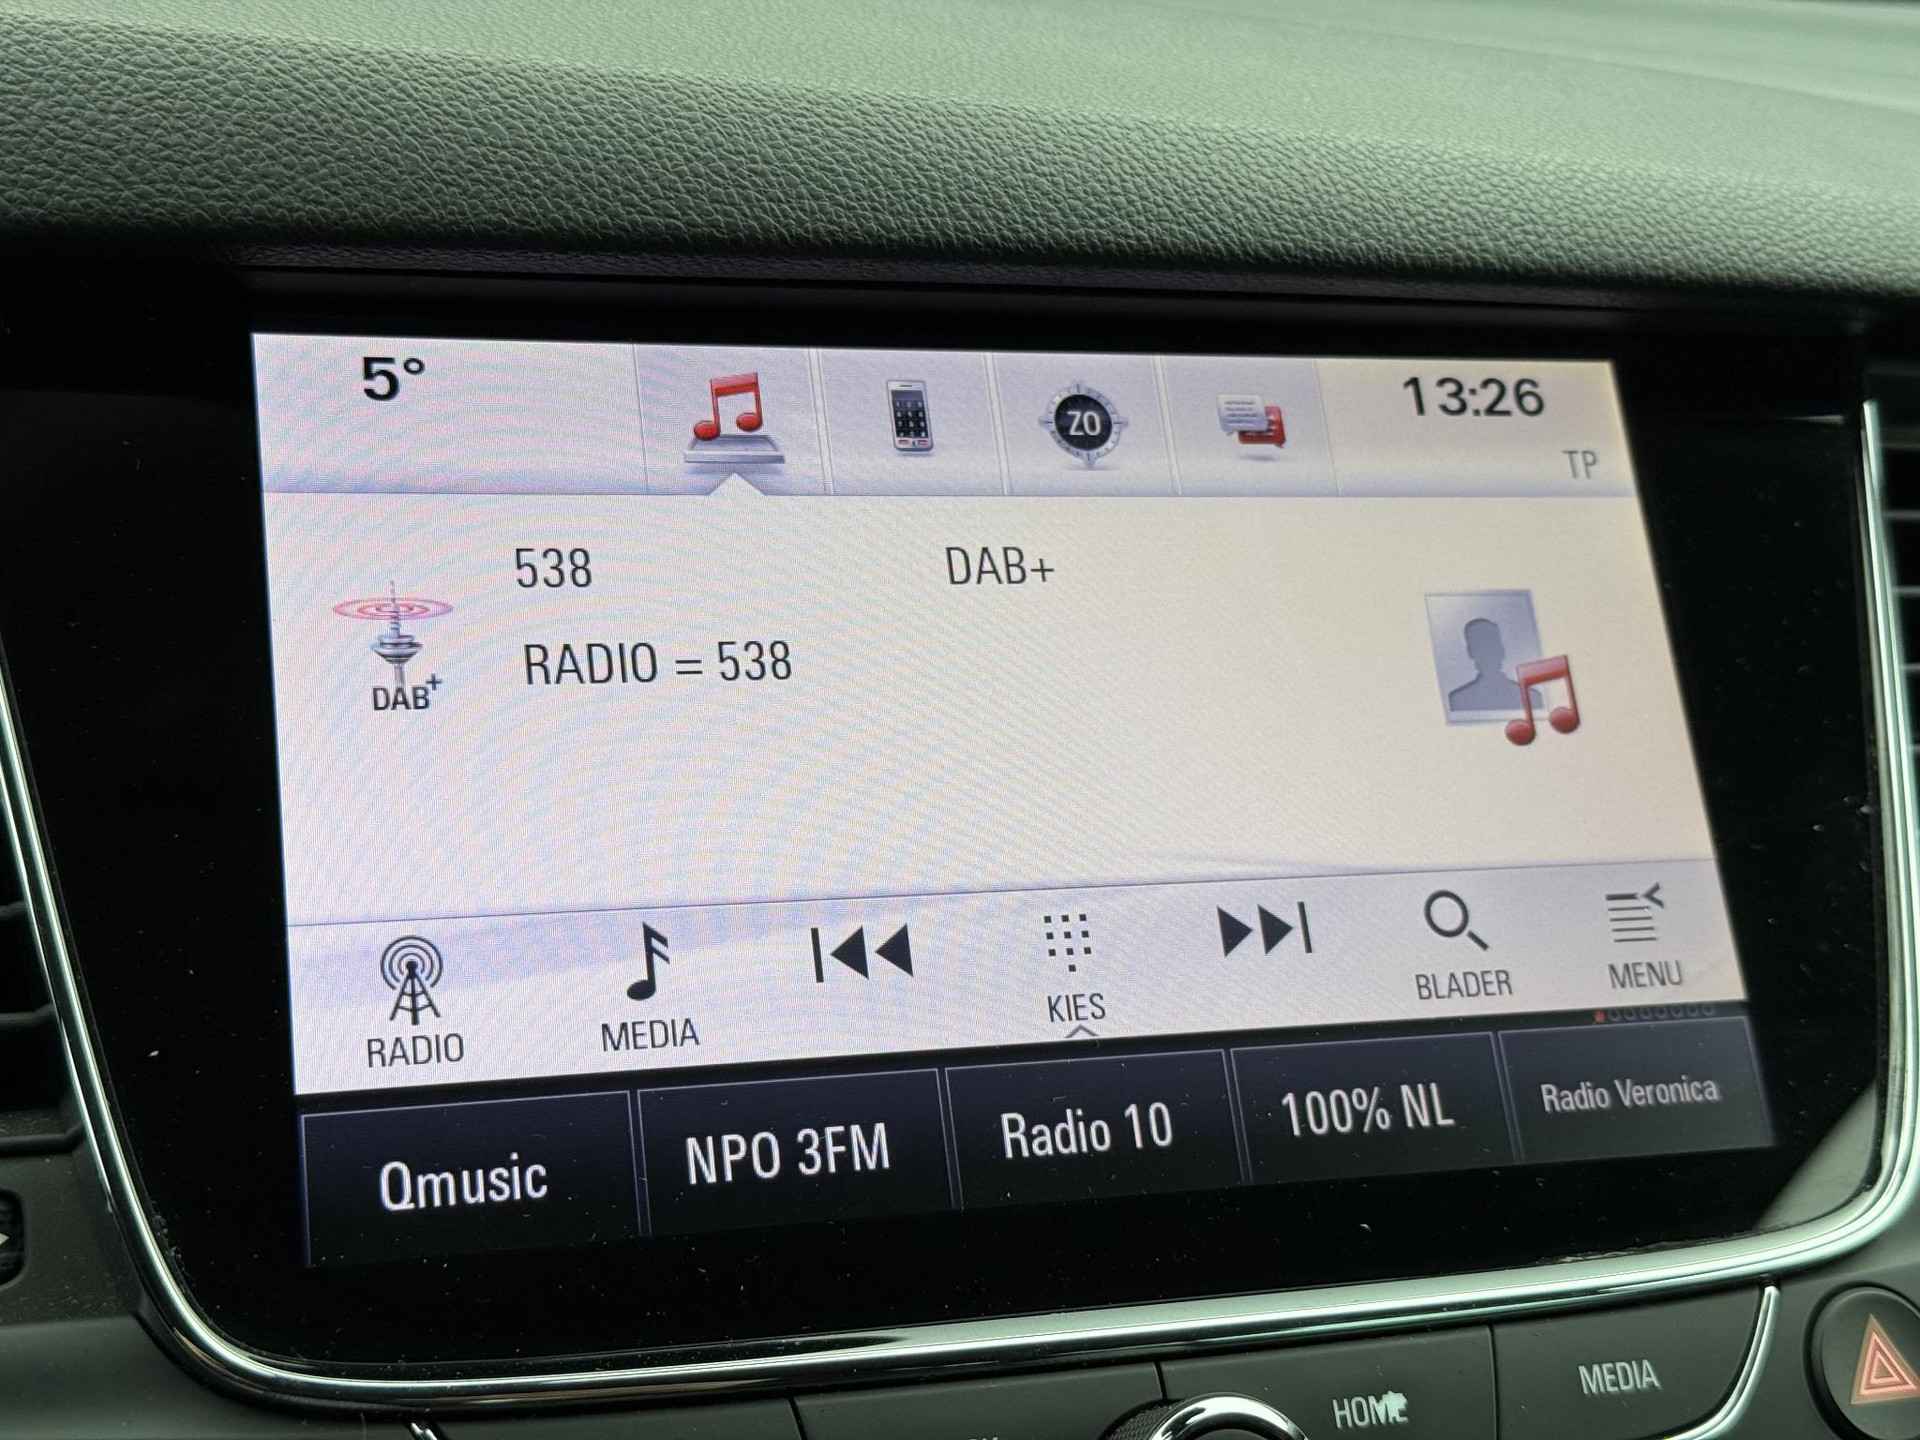 5°
ZO
13:26
TP
538
DAB+
RADIO = 538
DAB+
RADIO
MEDIA
KIES
BLADER
MENU
Qmusic
NPO 3FM
Radio 10
100% NL
Radio Veronica
HOME
MEDIA